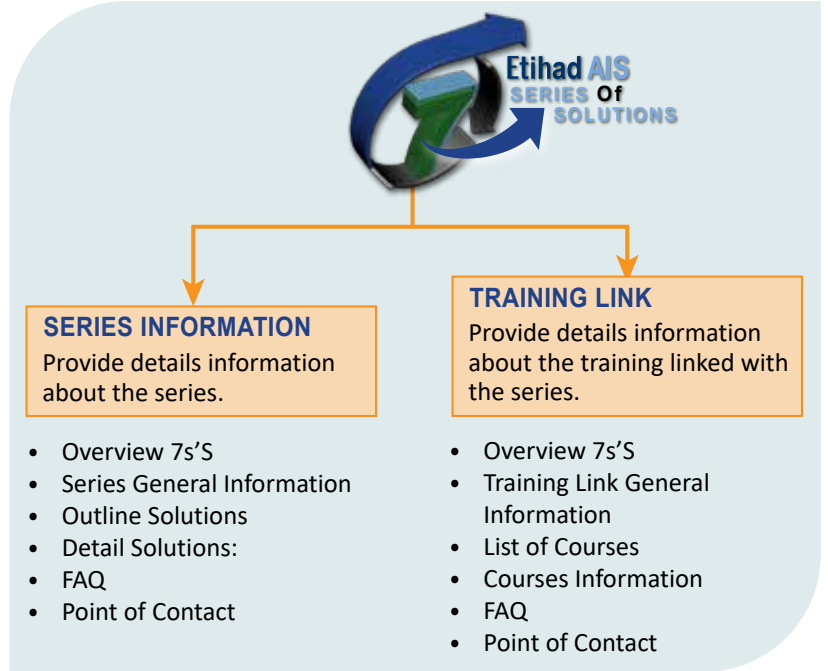 7
Etihad AIS
SERIES Of
SOLUTIONS
SERIES INFORMATION
Provide details information
about the series.
• Overview 7s’S
• Series General Information
• Outline Solutions
• Detail Solutions:
• FAQ
• Point of Contact
TRAINING LINK
Provide details information
about the training linked with
the series.
• Overview 7s’S
• Training Link General
Information
• List of Courses
• Courses Information
• FAQ
• Point of Contact